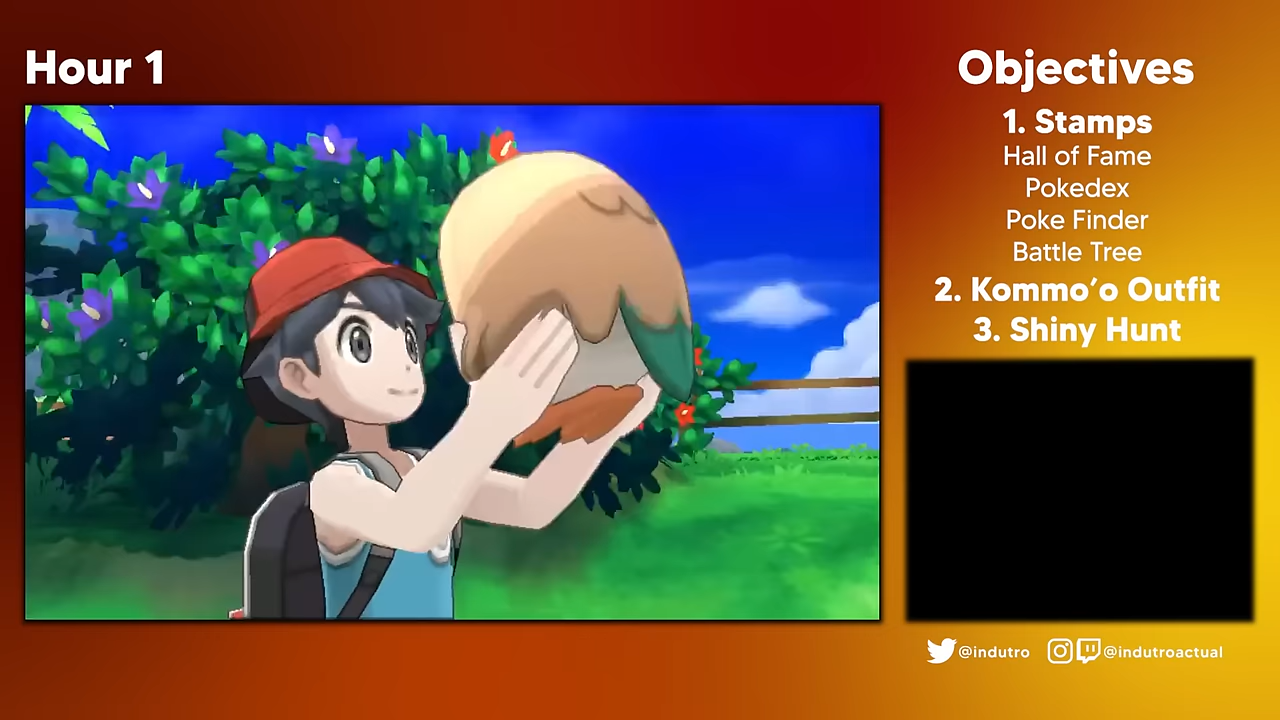 Hour 1
Objectives
1. Stamps
Hall of Fame
Pokedex
Poke Finder
Battle Tree
2. Kommo’o Outfit
3. Shiny Hunt
@indutro
@indutroactual